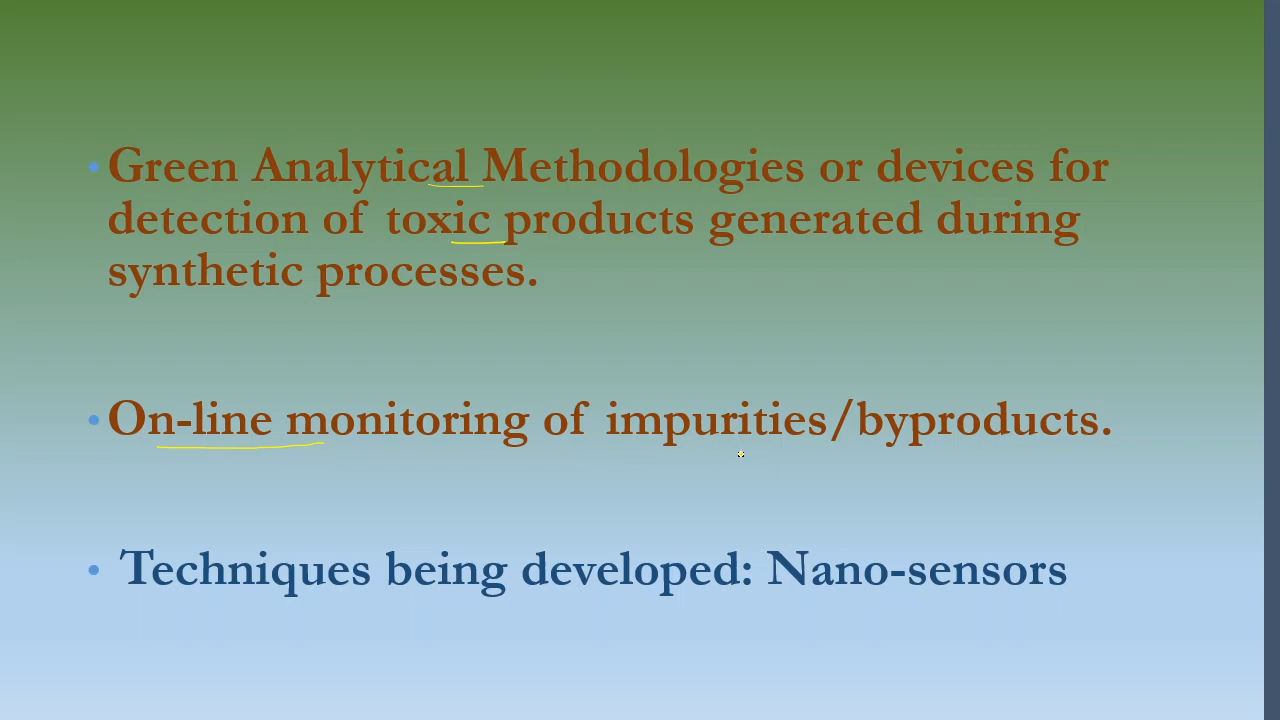 • Green Analytical Methodologies or devices for
detection of toxic products generated during
synthetic processes.
• On-line monitoring of impurities/byproducts.
• Techniques being developed: Nano-sensors